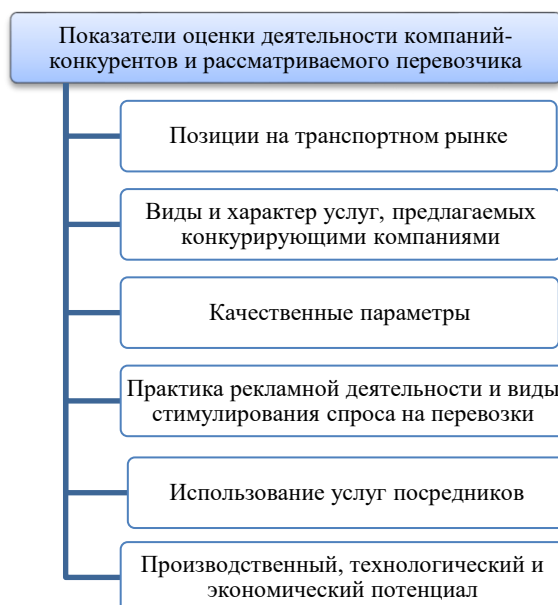 Показатели оценки деятельности компаний-
конкурентов и рассматриваемого перевозчика
Позиции на транспортном рынке
Виды и характер услуг, предлагаемых
конкурирующими компаниями
Качественные параметры
Практика рекламной деятельности и виды
стимулирования спроса на перевозки
Использование услуг посредников
Производственный, технологический и
экономический потенциал